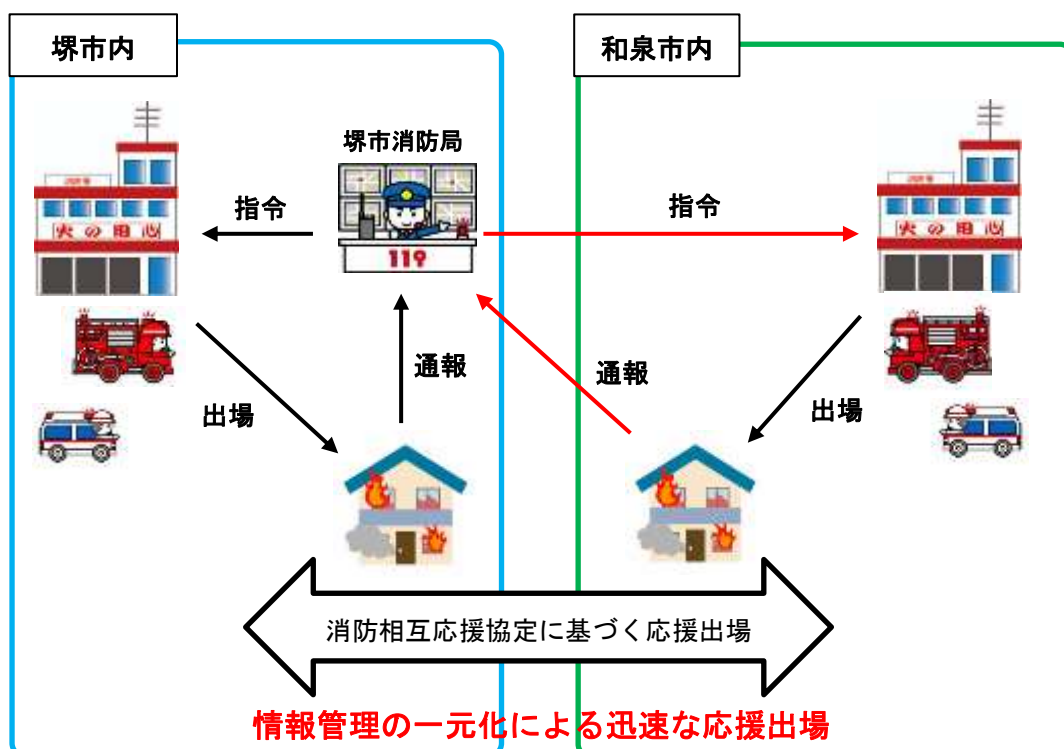 堺市内
和泉市内
堺市消防局
指令
指令
火の用心
火の用心
119
通報
通報
出場
出場
消防相互応援協定に基づく応援出場
情報管理の一元化による迅速な応援出場